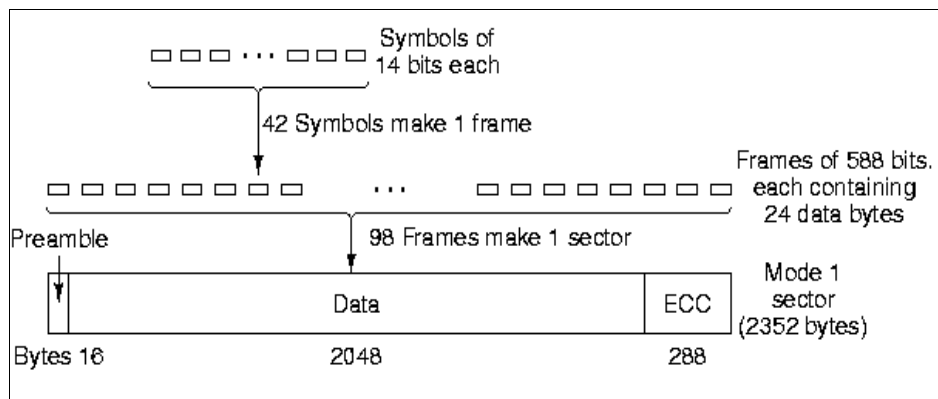 Symbols of
14 bits each
42 Symbols make 1 frame
Frames of 588 bits.
each containing
24 data bytes
98 Frames make 1 sector
Preamble
Data
ECC
Mode 1
sector
(2352 bytes)
Bytes 16
2048
288